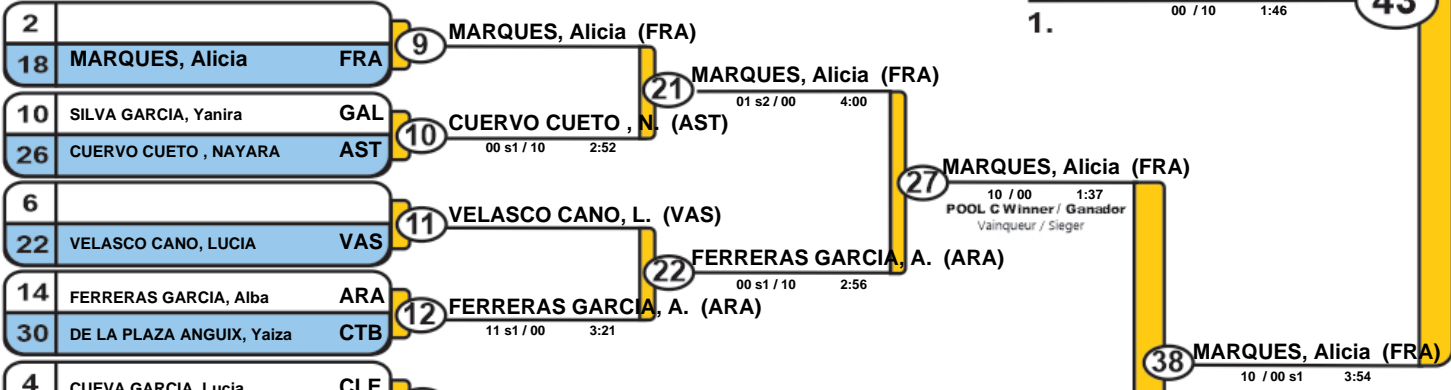 2
18 MARQUES, Alicia FRA
9
MARQUES, Alicia (FRA)
10 SILVA GARCIA, Yanira GAL
26 CUERVO CUETO , NAYARA AST
10
CUERVO CUETO , N. (AST)
00 s1 / 10 2:52
21
MARQUES, Alicia (FRA)
01 s2 / 00 4:00
6
22 VELASCO CANO, LUCIA VAS
11
VELASCO CANO, L. (VAS)
14 FERRERAS GARCIA, Alba ARA
30 DE LA PLAZA ANGUIX, Yaiza CTB
12
FERRERAS GARCIA, A. (ARA)
11 s1 / 00 3:21
22
FERRERAS GARCIA, A. (ARA)
00 s1 / 10 2:56
27
MARQUES, Alicia (FRA)
10 / 00 1:37
POOL C Winner / Ganador
Vainqueur / Sieger
4 CUEVA GARCIA, Lucia CLE
38
MARQUES, Alicia (FRA)
10 / 00 s1 3:54
00 / 10 1:46
1.
43